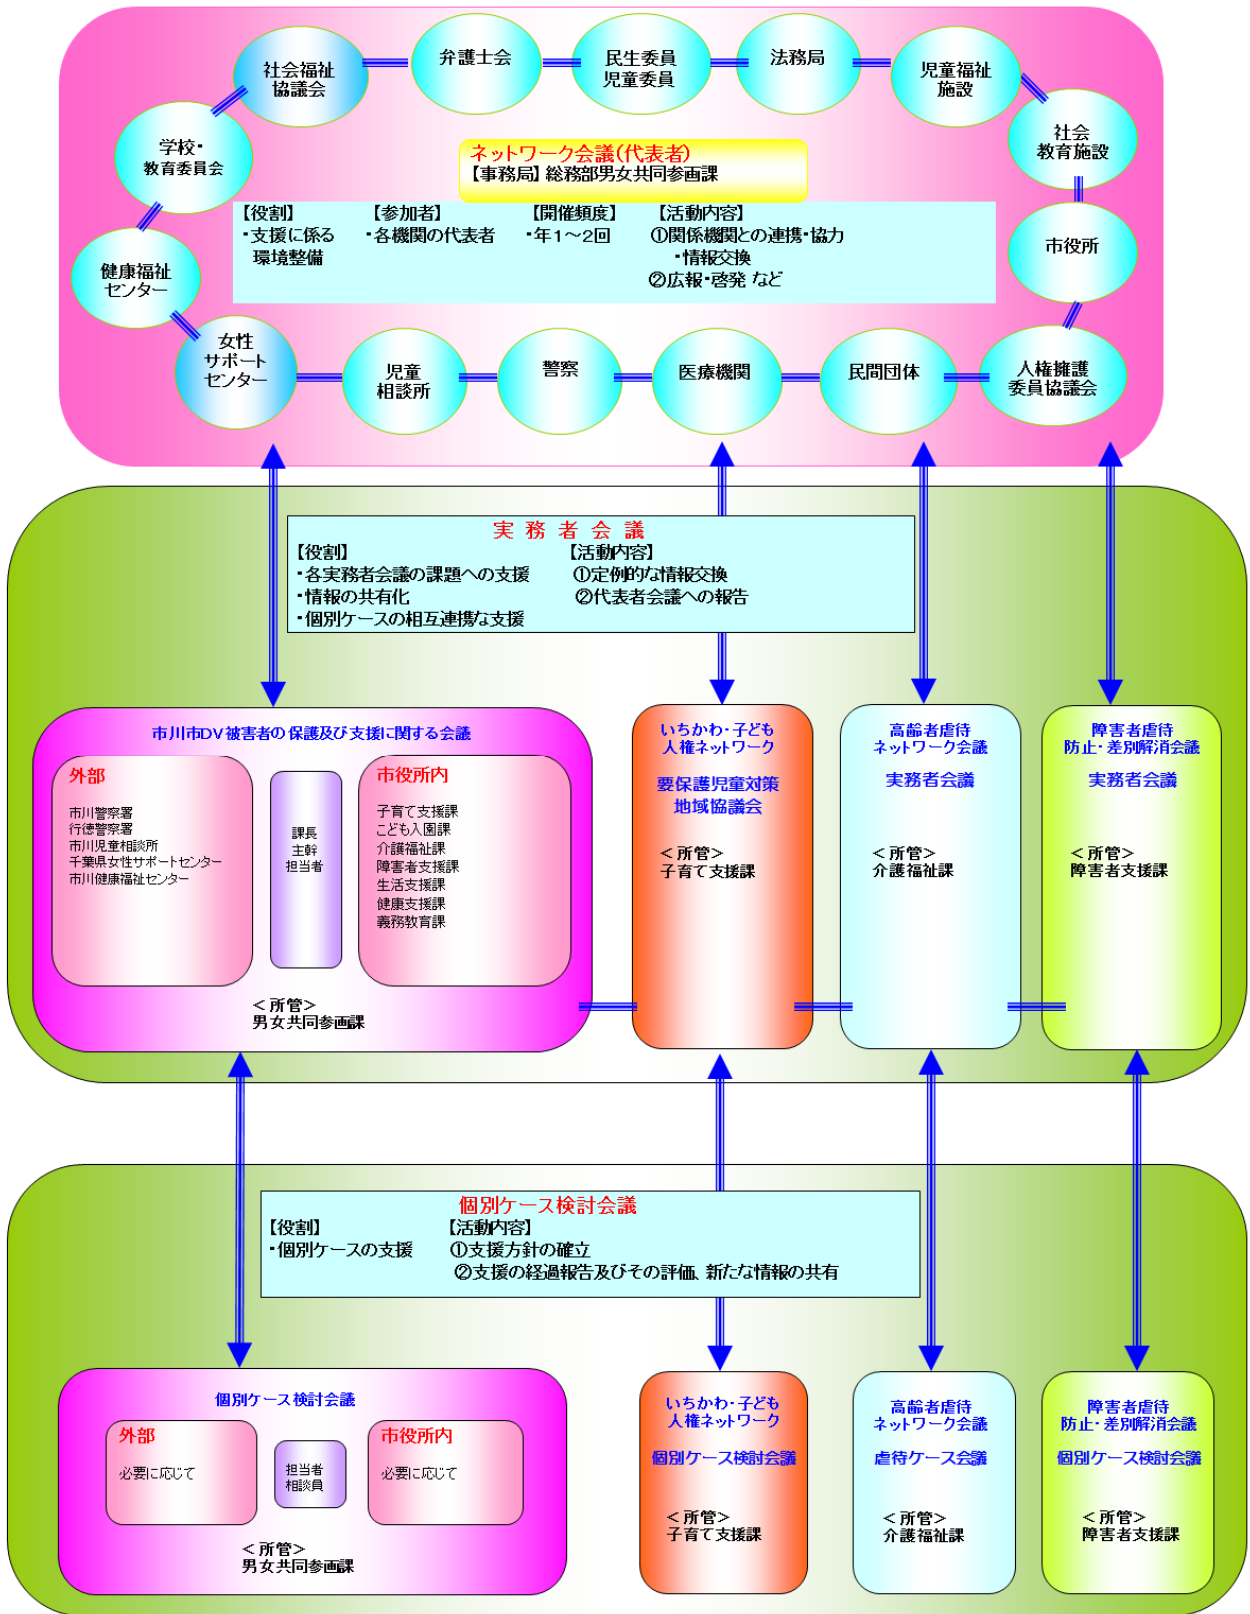 社会福祉
協議会
弁護士会
民生委員
児童委員
法務局
児童福祉
施設
学校・
教育委員会
社会
教育施設
ネットワーク会議(代表者)
【事務局】総務部男女共同参画課
【役割】
・支援に係る
環境整備
【参加者】
・各機関の代表者
【開催頻度】
・年1～2回
【活動内容】
①関係機関との連携・協力
・情報交換
②広報・啓発 など
健康福祉
センター
市役所
女性
サポート
センター
児童
相談所
警察
医療機関
民間団体
人権擁護
委員協議会
実 務 者 会 議
【役割】
・各実務者会議の課題への支援
・情報の共有化
・個別ケースの相互連携な支援
【活動内容】
①定例的な情報交換
②代表者会議への報告
市川市DV被害者の保護及び支援に関する会議
外部
市川警察署
行徳警察署
市川児童相談所
千葉県女性サポートセンター
市川健康福祉センター
課長
主幹
担当者
市役所内
子育て支援課
こども入園課
介護福祉課
障害者支援課
生活支援課
健康支援課
義務教育課
＜所管＞
男女共同参画課
いちかわ・子ども
人権ネットワーク
要保護児童対策
地域協議会
＜所管＞
子育て支援課
高齢者虐待
ネットワーク会議
実務者会議
＜所管＞
介護福祉課
障害者虐待
防止・差別解消会議
実務者会議
＜所管＞
障害者支援課
個別ケース検討会議
【役割】
・個別ケースの支援
【活動内容】
①支援方針の確立
②支援の経過報告及びその評価、新たな情報の共有
個別ケース検討会議
外部
必要に応じて
担当者
相談員
市役所内
必要に応じて
＜所管＞
男女共同参画課
いちかわ・子ども
人権ネットワーク
個別ケース検討会議
＜所管＞
子育て支援課
高齢者虐待
ネットワーク会議
虐待ケース会議
＜所管＞
介護福祉課
障害者虐待
防止・差別解消会議
個別ケース検討会議
＜所管＞
障害者支援課